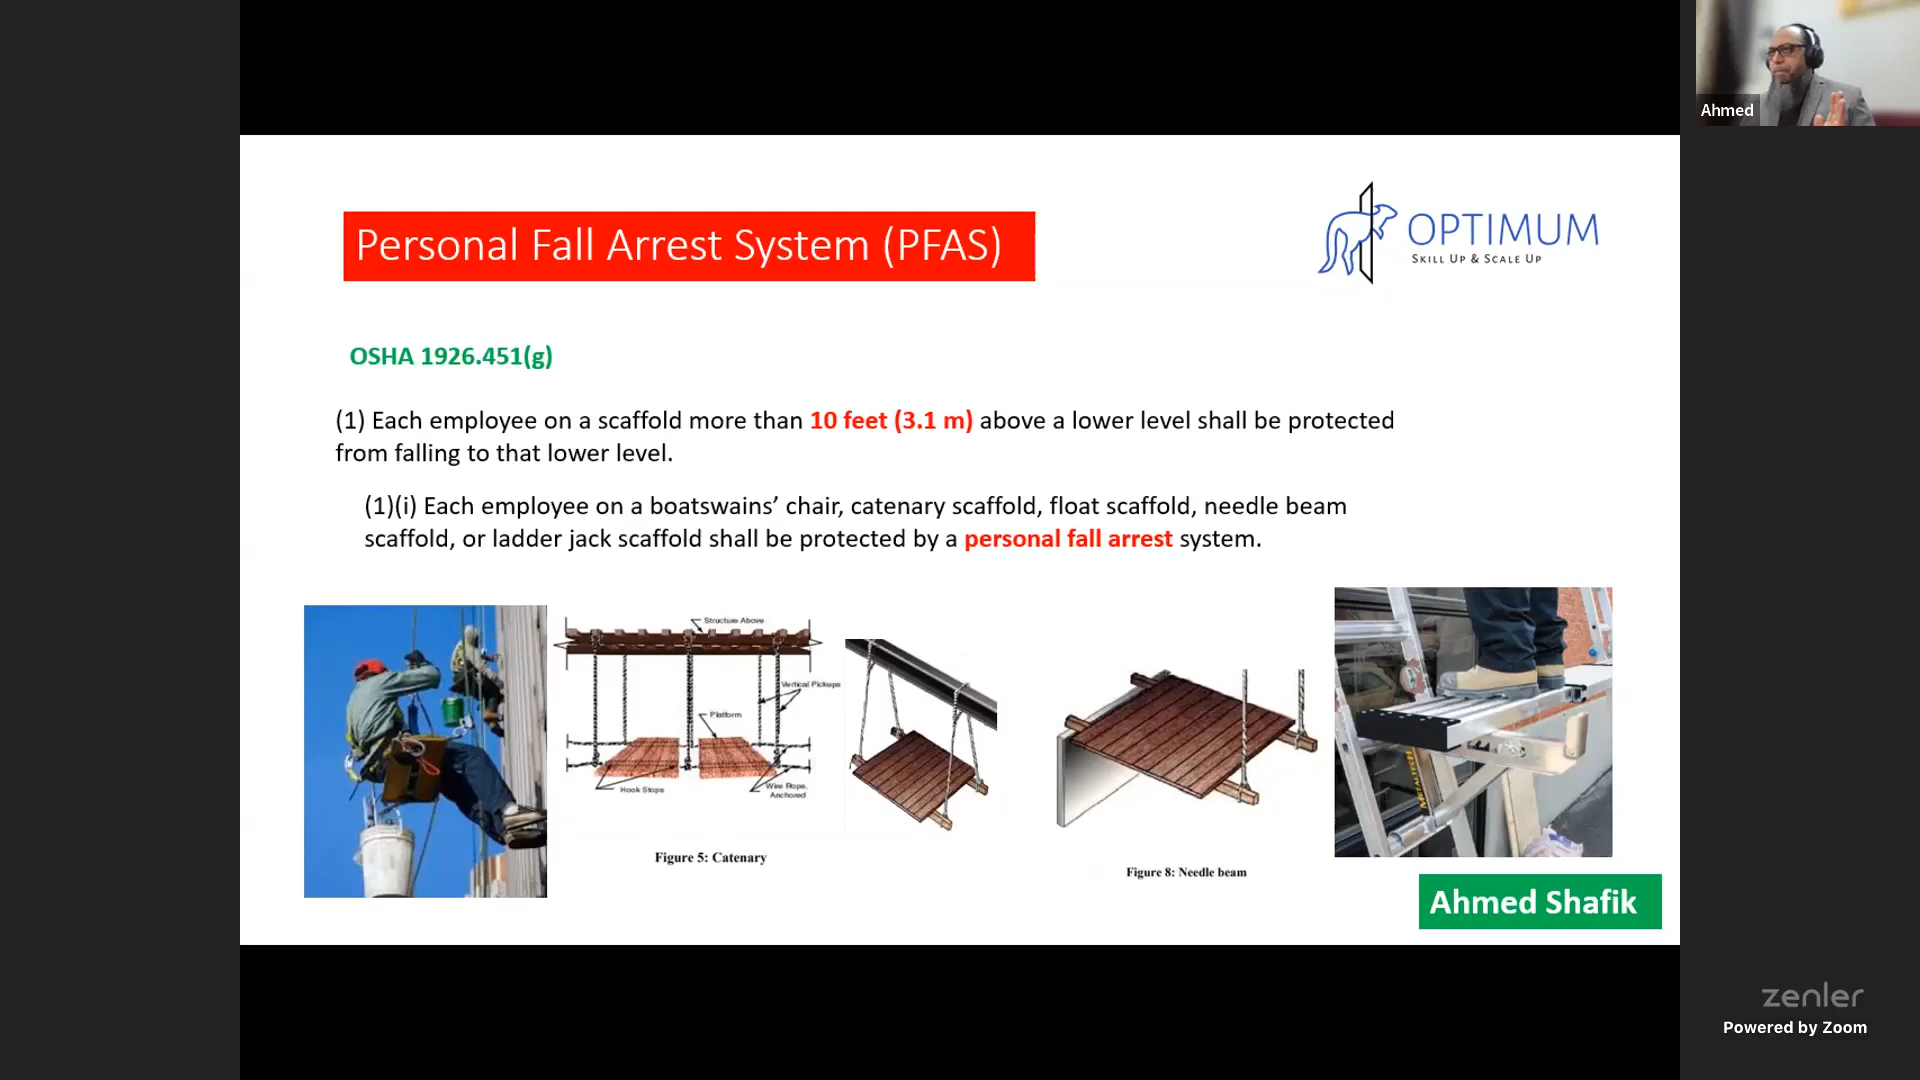 Ahmed
Personal Fall Arrest System (PFAS)
OPTIMUM
SKILL UP & SCALE UP
OSHA 1926.451(g)
(1) Each employee on a scaffold more than 10 feet (3.1 m) above a lower level shall be protected
from falling to that lower level.
(1)(i) Each employee on a boatswains’ chair, catenary scaffold, float scaffold, needle beam
scaffold, or ladder jack scaffold shall be protected by a personal fall arrest system.
Structure Above
Vertical Pickups
Platform
Hook Stops
Wire Rope,
Anchored
Figure 5: Catenary
Figure 8: Needle beam
METALTECH
Ahmed Shafik
zenler
Powered by Zoom